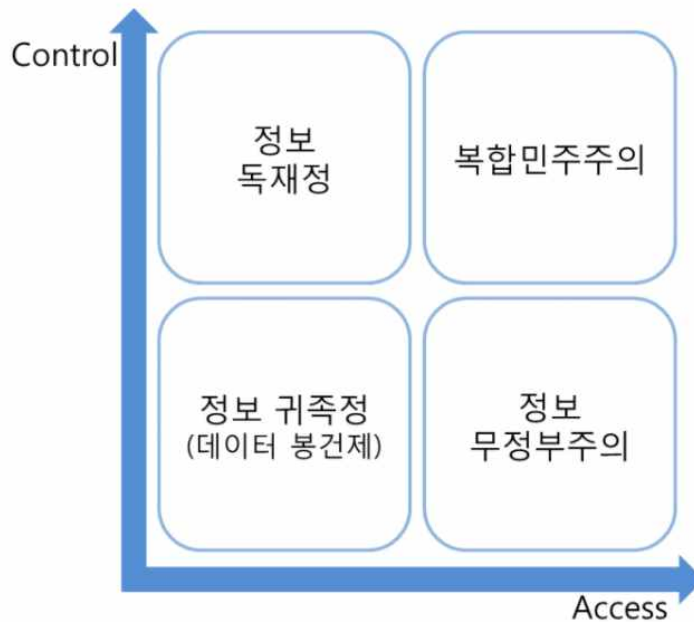 Control
정보
독재정
복합민주주의
정보 귀족정
(데이터 봉건제)
정보
무정부주의
Access